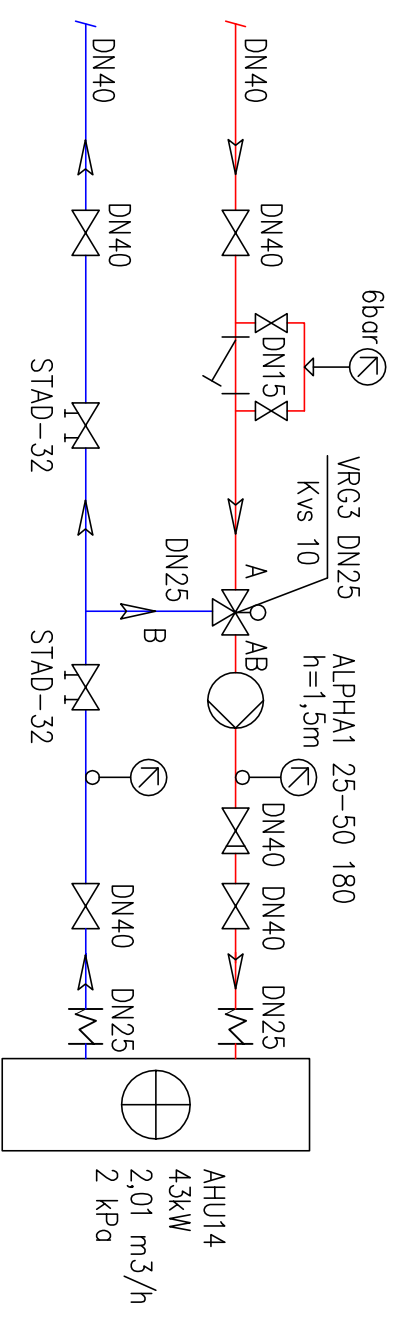 DN40
DN40
6bar
DN15
A
VRG3 DN25
Kvs 10
AB
ALPHA1 25-50 180
h=1,5m
DN40
DN40
DN25
DN40
DN40
STAD-32
DN25
B
STAD-32
DN40
DN25
AHU14
43kW
2,01 m3/h
2 kPa